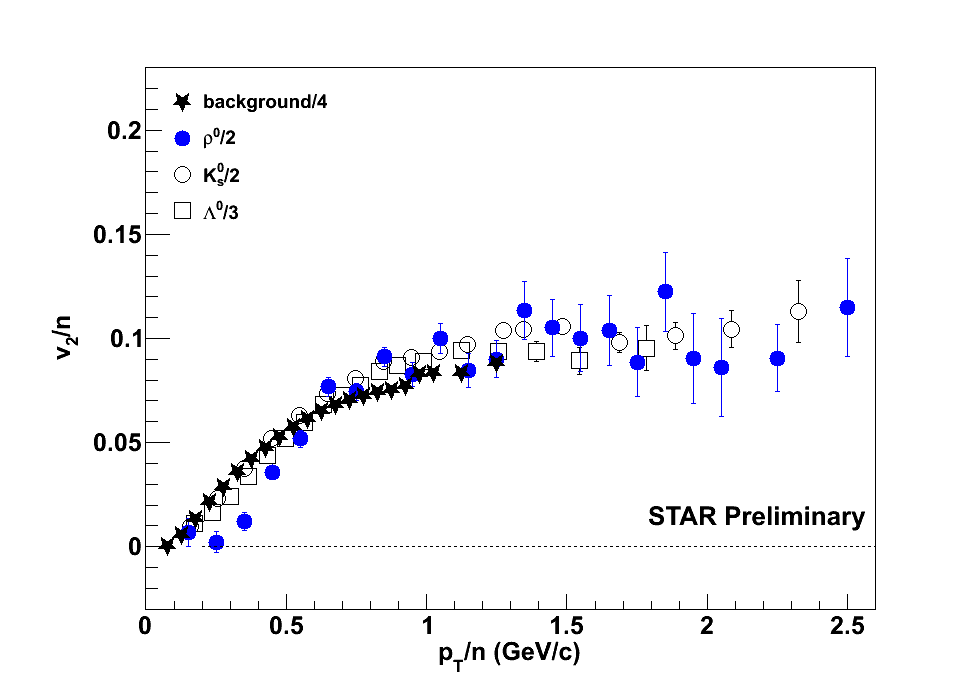 background/4
ρ⁰/2
K⁰ₛ/2
Λ⁰/3
0.2
0.15
0.1
0.05
0
v₂/n
STAR Preliminary
0 0.5 1 1.5 2 2.5
p_T/n (GeV/c)